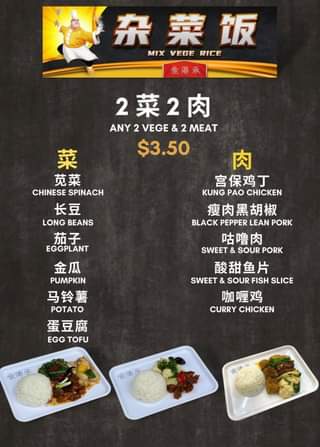 杂菜饭
MIX VEGE RICE
2菜2肉
ANY 2 VEGE & 2 MEAT
$3.50
菜
苋菜
CHINESE SPINACH
长豆
LONG BEANS
茄子
EGGPLANT
金瓜
PUMPKIN
马铃薯
POTATO
蛋豆腐
EGG TOFU
肉
宫保鸡丁
KUNG PAO CHICKEN
瘦肉黑胡椒
BLACK PEPPER LEAN PORK
咕噜肉
SWEET & SOUR PORK
酸甜鱼片
SWEET & SOUR FISH SLICE
咖喱鸡
CURRY CHICKEN